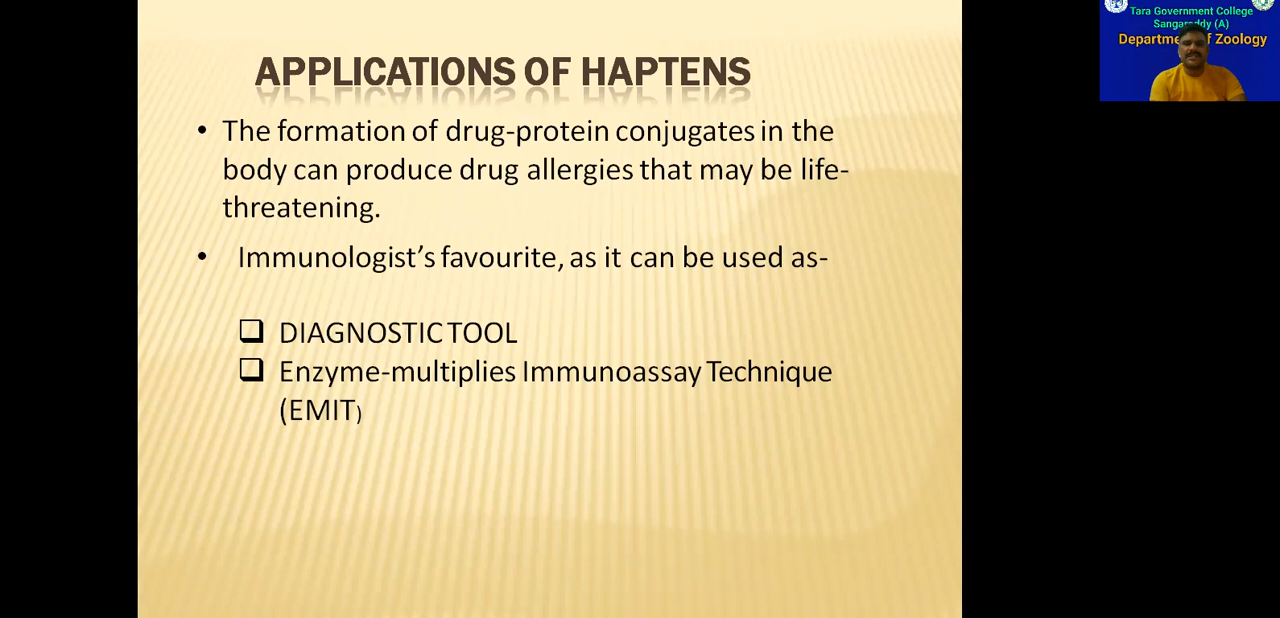 Tara Government College
Sangareddy (A)
Department of Zoology
APPLICATIONS OF HAPTENS
• The formation of drug-protein conjugates in the
body can produce drug allergies that may be life-
threatening.
• Immunologist's favourite, as it can be used as-
❑ DIAGNOSTIC TOOL
❑ Enzyme-multiplies Immunoassay Technique
(EMIT)